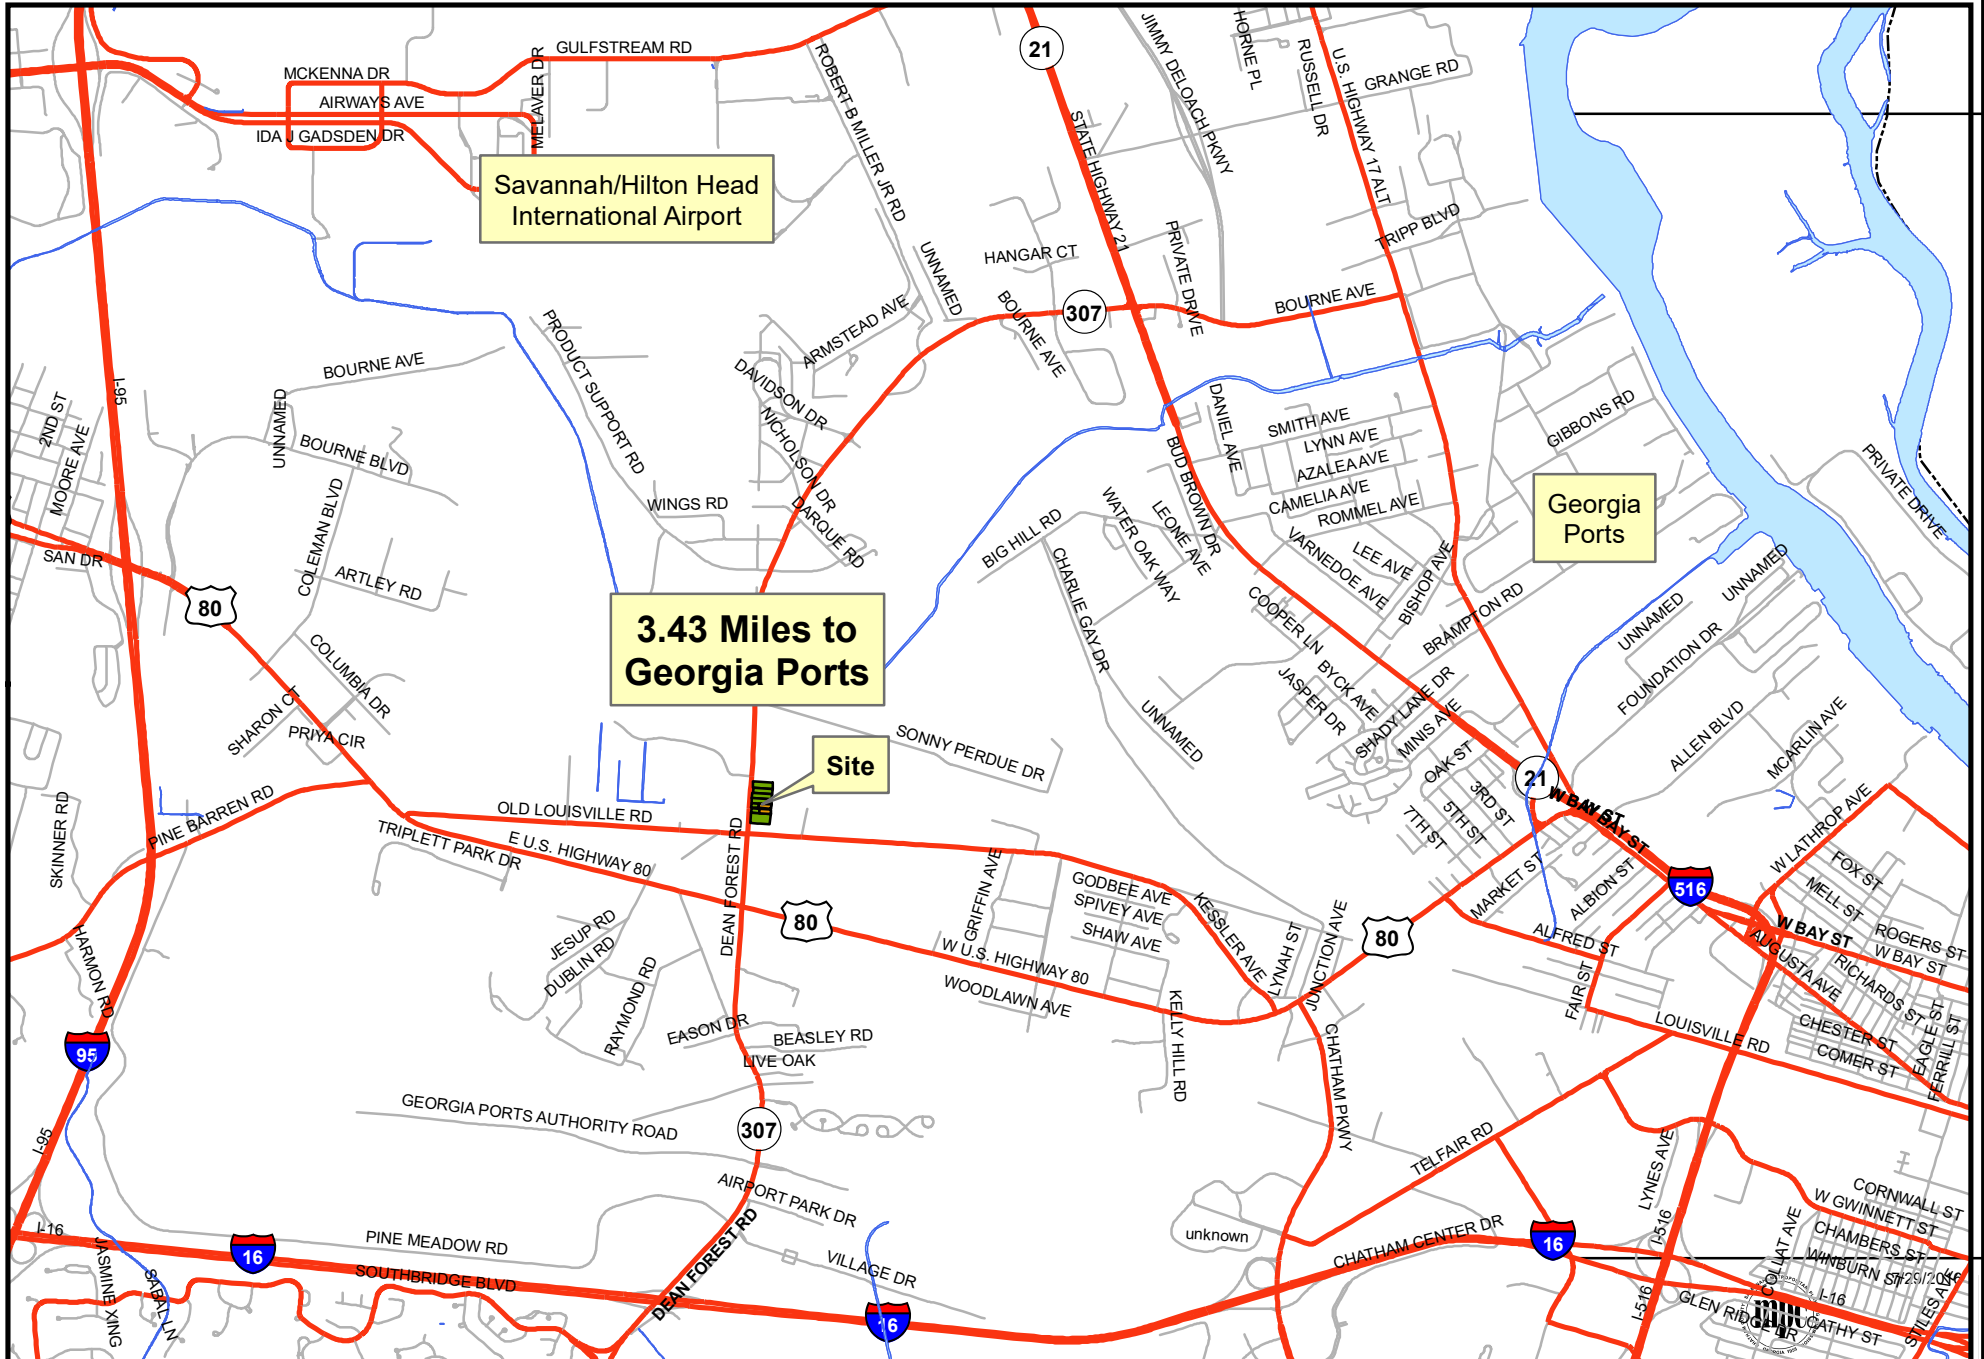 GULFSTREAM RD
MCKENNA DR
AIRWAYS AVE
IDA J GADSDEN DR
MELAVER DR
ROBERT B MILLER JR RD
21
JIMMY DELOACH PKWY
HORNE PL
RUSSELL DR
U.S. HIGHWAY 17 ALT
GRANGE RD
Savannah/Hilton Head
International Airport
STATE HIGHWAY 21
PRIVATE DRIVE
TRIPP BLVD
HANGAR CT
UNNAMED
BOURNE AVE
307
BOURNE AVE
ARMSTEAD AVE
PRODUCT SUPPORT RD
DAVIDSON DR
NICHOLSON DR
DARQUE RD
WINGS RD
I-95
BOURNE AVE
UNNAMED
BOURNE BLVD
COLEMAN BLVD
ARTLEY RD
2ND ST
MOORE AVE
SAN DR
80
COLUMBIA DR
SHARON CT
PRIYA CIR
DANIEL AVE
SMITH AVE
LYNN AVE
AZALEA AVE
CAMELIA AVE
ROMMEL AVE
GIBBONS RD
Georgia
Ports
PRIVATE DRIVE
BUD BROWN DR
LEONE AVE
WATER OAK WAY
BIG HILL RD
CHARLIE GAY DR
VARNEDOE AVE
LEE AVE
BISHOP AVE
BRAMPTON RD
COOPER LN
BYCK AVE
JASPER DR
SHADY LANE DR
MINIS AVE
OAK ST
3RD ST
5TH ST
7TH ST
UNNAMED
UNNAMED
UNNAMED
FOUNDATION DR
ALLEN BLVD
MCARLIN AVE
3.43 Miles to
Georgia Ports
Site
SONNY PERDUE DR
21
W BAY ST
W BAY ST
W LATHROP AVE
SKINNER RD
PINE BARREN RD
OLD LOUISVILLE RD
TRIPLETT PARK DR
E U.S. HIGHWAY 80
DEAN FOREST RD
80
GRIFFIN AVE
GODBEE AVE
SPIVEY AVE
SHAW AVE
KESSLER AVE
LYNAH ST
JUNCTION AVE
80
MARKET ST
ALBION ST
ALFRED ST
FAIR ST
516
FOX ST
MELL ST
ROGERS ST
W BAY ST
W BAY ST
AUGUSTA AVE
RICHARDS ST
CHESTER ST
COMER ST
EAGLE ST
FERRILL ST
LOUISVILLE RD
HARMON RD
95
I-95
JESUP RD
DUBLIN RD
RAYMOND RD
W U.S. HIGHWAY 80
WOODLAWN AVE
KELLY HILL RD
CHATHAM PKWY
EASON DR
BEASLEY RD
LIVE OAK
GEORGIA PORTS AUTHORITY ROAD
307
AIRPORT PARK DR
VILLAGE DR
DEAN FOREST RD
TELFAIR RD
LYNES AVE
I-516
I-516
unknown
CHATHAM CENTER DR
16
CORNWALL ST
W GWINNETT ST
CHAMBERS ST
WINBURN ST
COLLAT AVE
I-16
GLEN RIDGE DR
CATHY ST
STILES AVE
I-16
16
PINE MEADOW RD
SOUTHBRIDGE BLVD
16
JASMINE XING
SABAL LN